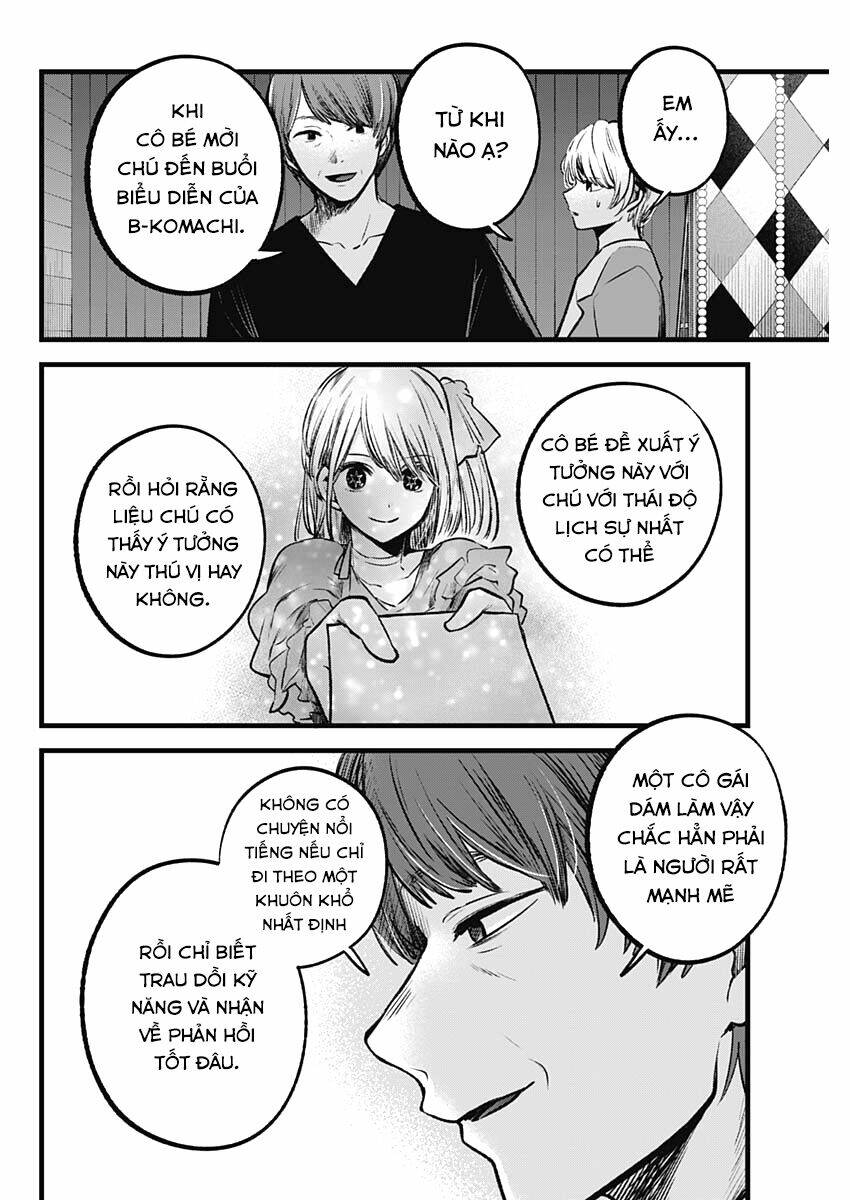 EM
ẤY...
TỪ KHI
NÀO Ạ?
KHI
CÔ BÉ MỜI
CHÚ ĐẾN BUỔI
BIỂU DIỄN CỦA
B-KOMACHI.
CÔ BÉ ĐỀ XUẤT Ý
TƯỞNG NÀY VỚI
CHÚ VỚI THÁI ĐỘ
LỊCH SỰ NHẤT
CÓ THỂ
RỒI HỎI RẰNG
LIỆU CHÚ CÓ
THẤY Ý TƯỞNG
NÀY THÚ VỊ HAY
KHÔNG.
MỘT CÔ GÁI
DÁM LÀM VẬY
CHẮC HẲN PHẢI
LÀ NGƯỜI RẤT
MẠNH MẼ
KHÔNG CÓ
CHUYỆN NỔI
TIẾNG NẾU CHỈ
ĐI THEO MỘT
KHUÔN KHỔ
NHẤT ĐỊNH
RỒI CHỈ BIẾT
TRAU DỒI KỸ
NĂNG VÀ NHẬN
VỀ PHẢN HỒI
TỐT ĐÂU.